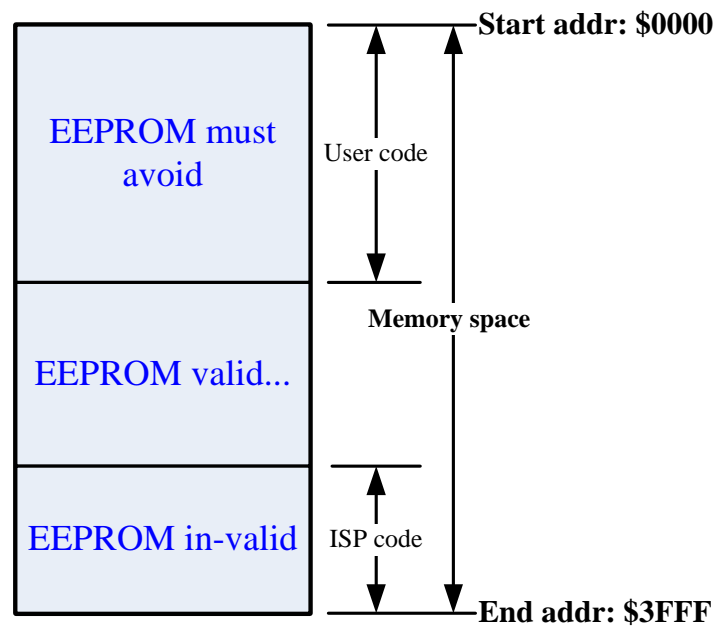 Start addr: $0000
EEPROM must
avoid
User code
Memory space
EEPROM valid...
EEPROM in-valid
ISP code
End addr: $3FFF